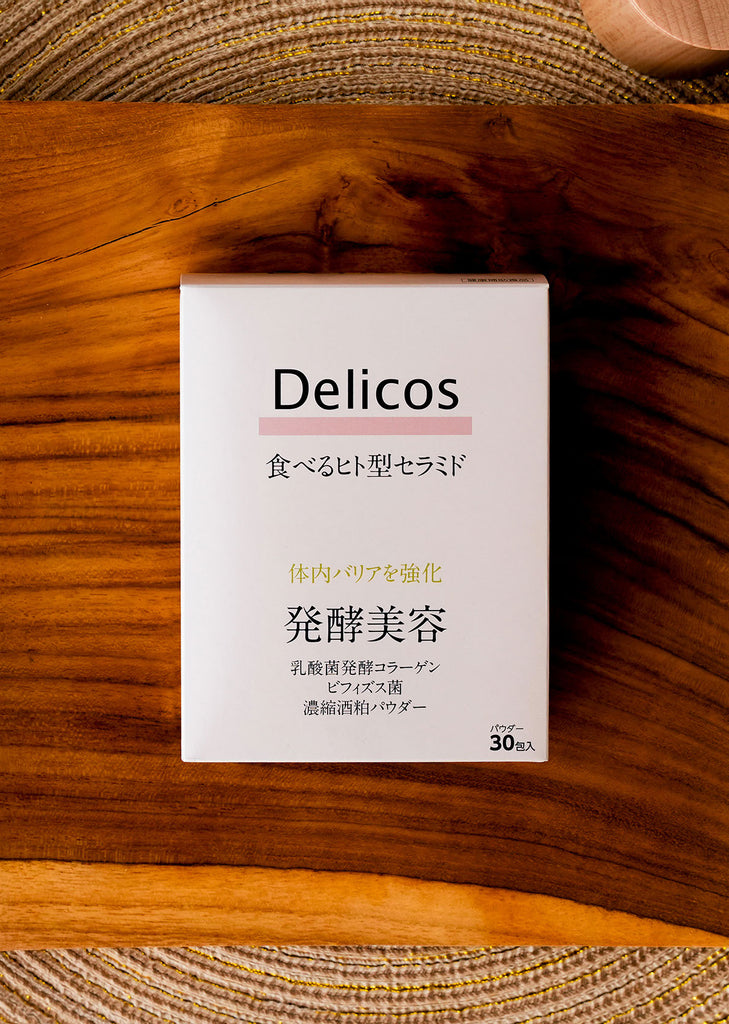 Delicos
食べるヒト型セラミド
体内バリアを強化
発酵美容
乳酸菌発酵コラーゲン
ビフィズス菌
濃縮酒粕パウダー
パウダー
30包入